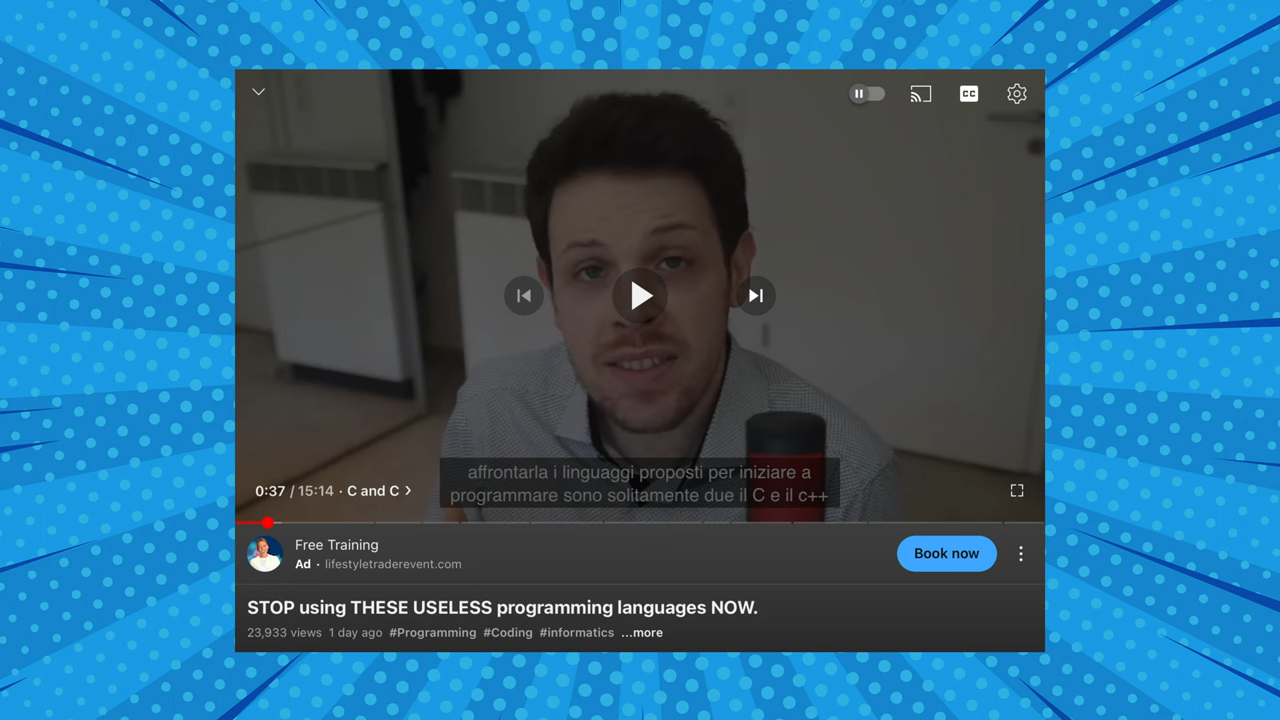 CC
affrontarla i linguaggi proposti per iniziare a
programmare sono solitamente due il C e il c++
0:37 / 15:14 · C and C >
Free Training
Ad · lifestyletraderevent.com
Book now
STOP using THESE USELESS programming languages NOW.
23,933 views 1 day ago #Programming #Coding #informatics ...more